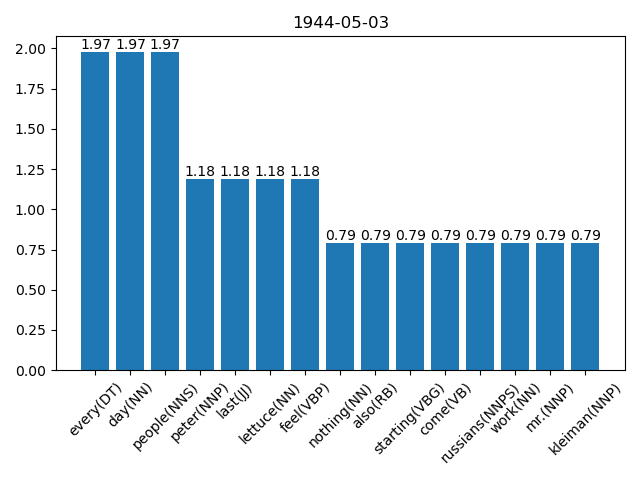 1944-05-03
2.00
1.75
1.50
1.25
1.00
0.75
0.50
0.25
0.00
1.97 1.97 1.97
1.18 1.18 1.18 1.18
0.79 0.79 0.79 0.79 0.79 0.79 0.79 0.79
every(DT)
day(NN)
people(NNS)
peter(NNP)
last(JJ)
lettuce(NN)
feel(VBP)
nothing(NN)
also(RB)
starting(VBG)
come(VB)
russians(NNPS)
work(NN)
mr.(NNP)
kleiman(NNP)